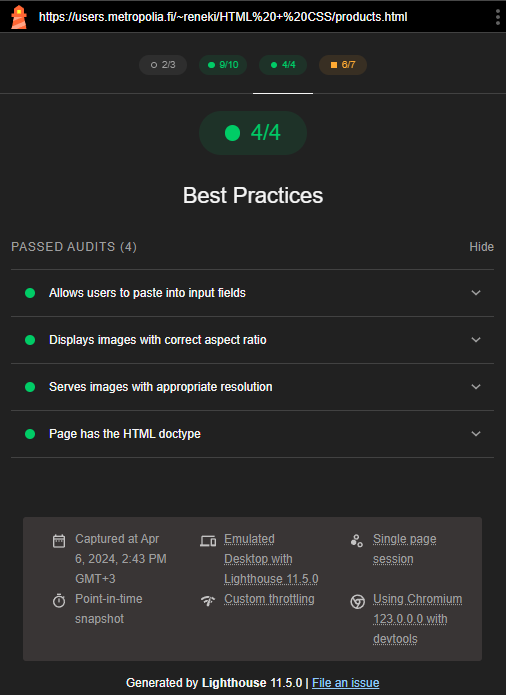 https://users.metropolia.fi/~reneki/HTML%20+%20CSS/products.html
2/3
9/10
4/4
6/7
4/4
Best Practices
PASSED AUDITS (4)
Hide
Allows users to paste into input fields
Displays images with correct aspect ratio
Serves images with appropriate resolution
Page has the HTML doctype
Captured at Apr
6, 2024, 2:43 PM
GMT+3
Emulated
Desktop with
Lighthouse 11.5.0
Single page
session
Point-in-time
snapshot
Custom throttling
Using Chromium
123.0.0.0 with
devtools
Generated by Lighthouse 11.5.0 | File an issue